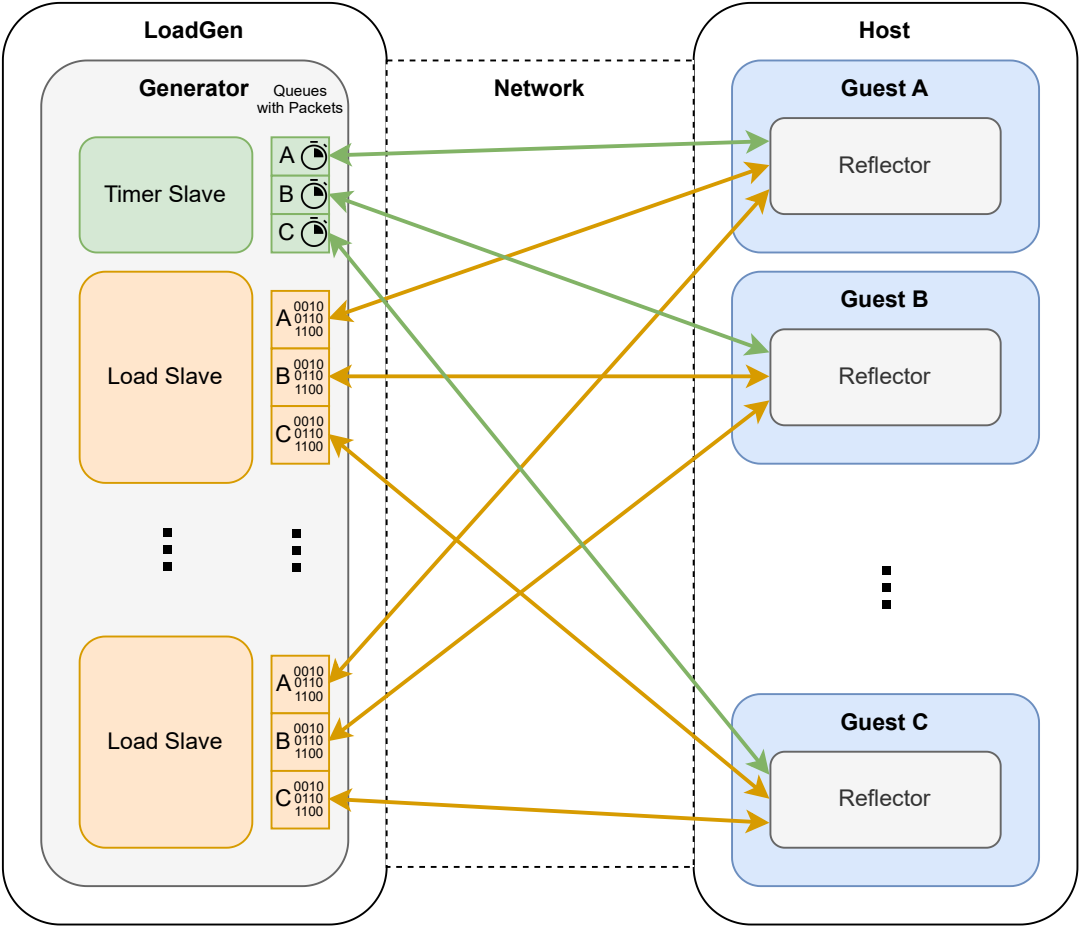 LoadGen
Generator
Queues
with Packets
Timer Slave
A
B
C
Load Slave
A 0010
0110
1100
B 0010
0110
1100
C 0010
0110
1100
Load Slave
A 0010
0110
1100
B 0010
0110
1100
C 0010
0110
1100
Network
Host
Guest A
Reflector
Guest B
Reflector
Guest C
Reflector